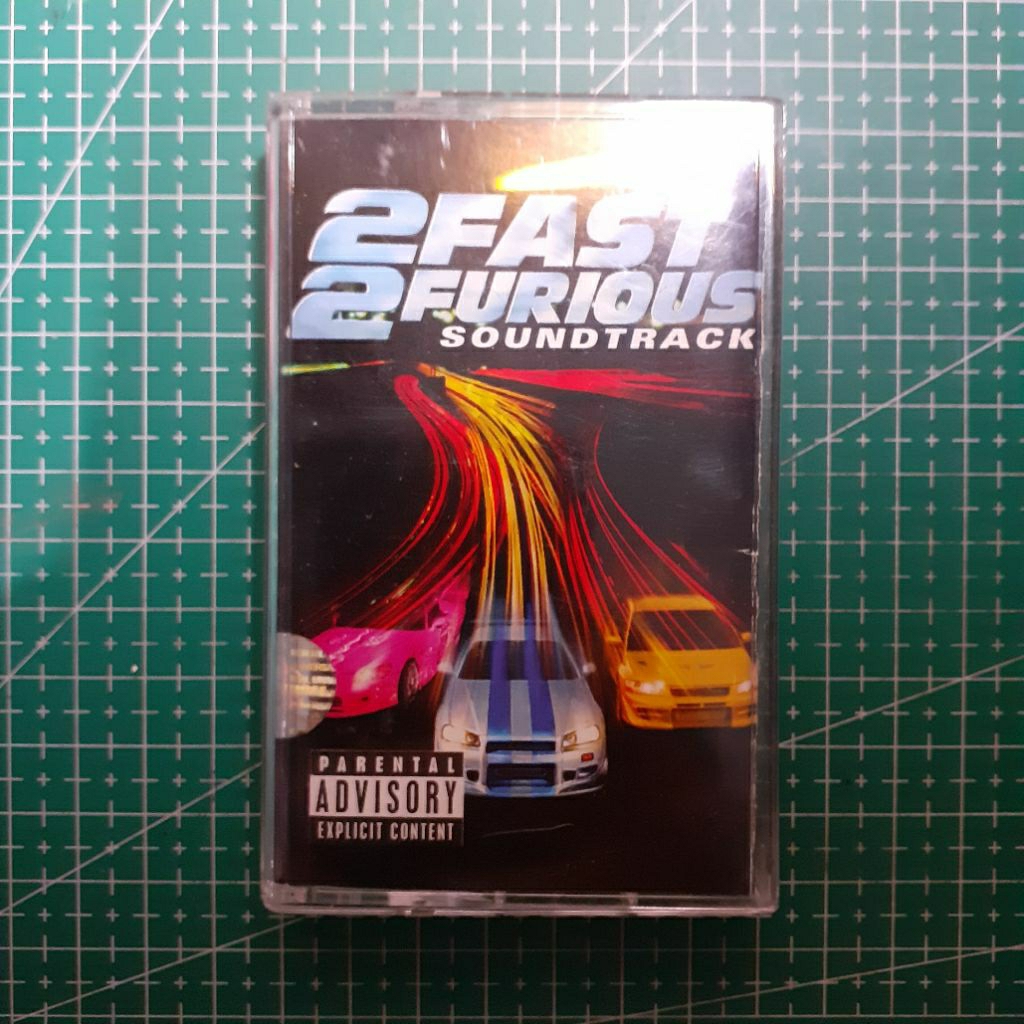 2FAST
2FURIOUS
SOUNDTRACK
PARENTAL
ADVISORY
EXPLICIT CONTENT